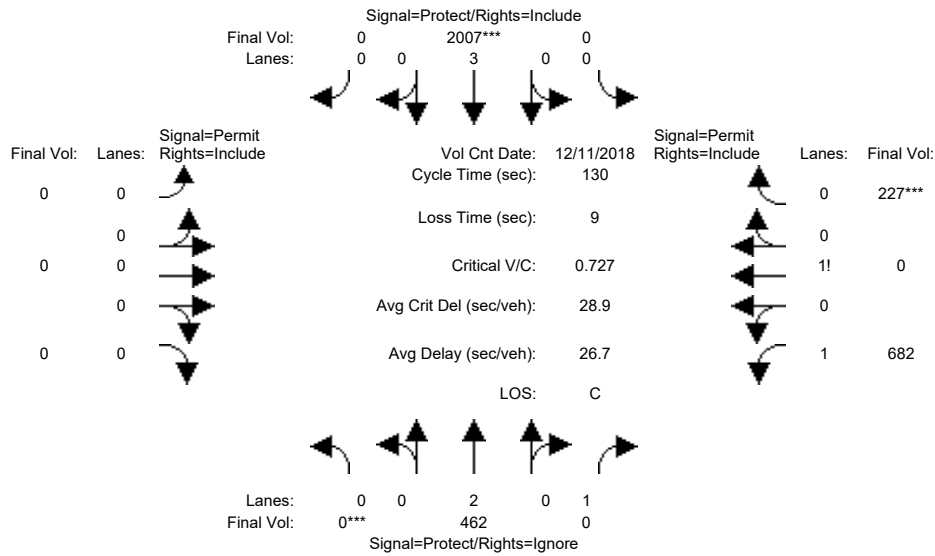 Signal=Protect/Rights=Include
Final Vol: 0 2007*** 0
Lanes: 0 0 3 0 0
Signal=Permit
Final Vol: Lanes: Rights=Include
Vol Cnt Date: 12/11/2018
Signal=Permit
Rights=Include Lanes: Final Vol:
Cycle Time (sec): 130
0 0
0 227***
Loss Time (sec): 9
0
0
0 0
Critical V/C: 0.727
1! 0
0
Avg Crit Del (sec/veh): 28.9
0
0 0
Avg Delay (sec/veh): 26.7
1 682
LOS: C
Lanes: 0 0 2 0 1
Final Vol: 0*** 462 0
Signal=Protect/Rights=Ignore